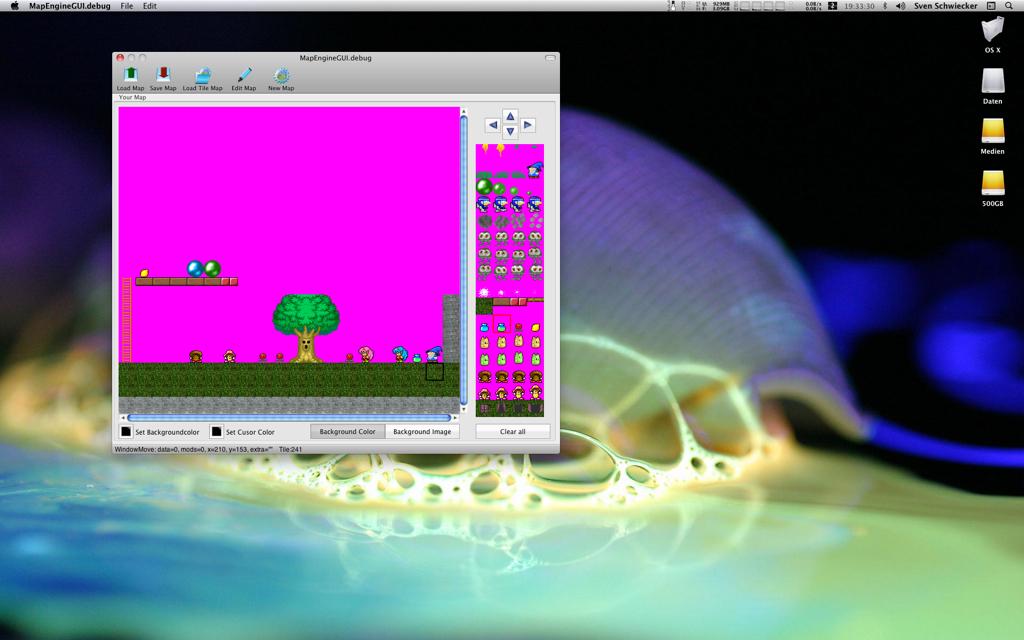 MapEngineGUI.debug File Edit 929MB 3.09GB 0.0B/s 0.0B/s 19:33:30 Sven Schwiecker
OS X
Daten
Medien
500GB
MapEngineGUI.debug
Load Map Save Map Load Tile Map Edit Map New Map
Your Map
Set Backgroundcolor Set Cusor Color Background Color Background Image Clear all
WindowMove: data=0, mods=0, x=210, y=153, extra="" Tile:241